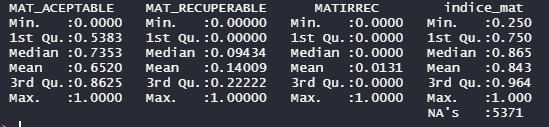 MAT_ACEPTABLE MAT_RECUPERABLE MATIRREC indice_mat
Min. :0.0000 Min. :0.00000 Min. :0.0000 Min. :0.250
1st Qu.:0.5383 1st Qu.:0.00000 1st Qu.:0.0000 1st Qu.:0.750
Median :0.7353 Median :0.09434 Median :0.0000 Median :0.865
Mean :0.6520 Mean :0.14009 Mean :0.0131 Mean :0.843
3rd Qu.:0.8625 3rd Qu.:0.22222 3rd Qu.:0.0000 3rd Qu.:0.964
Max. :1.0000 Max. :1.00000 Max. :1.0000 Max. :1.000
NA's :5371